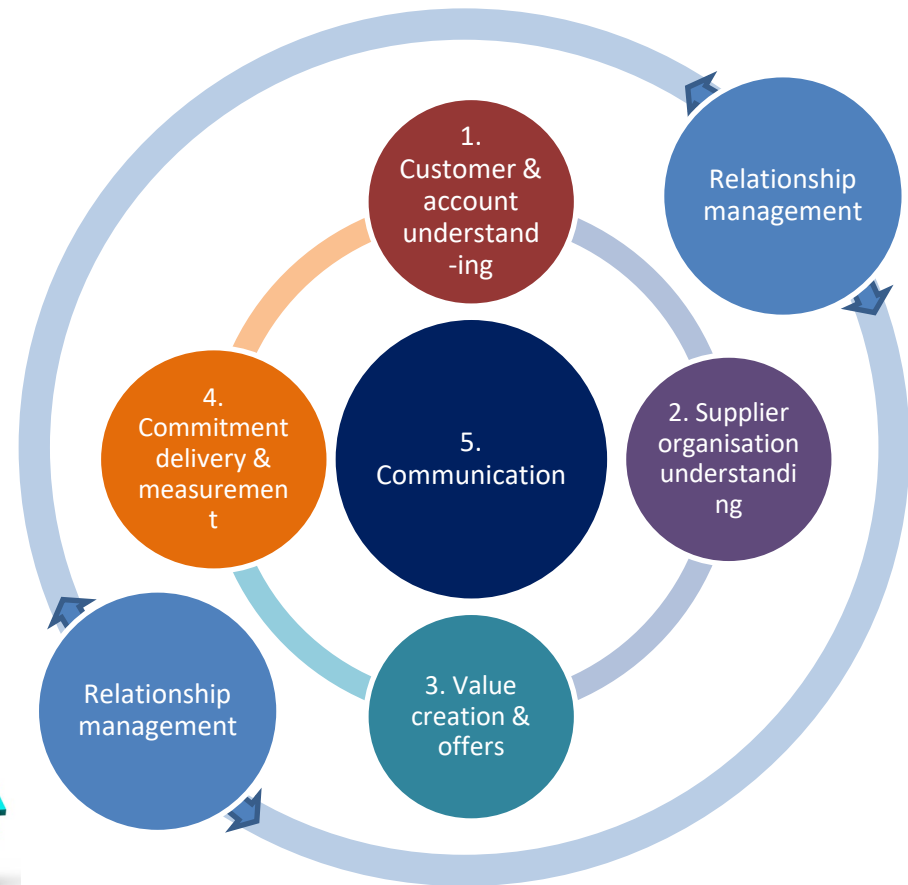 1.
Customer &
account
understand
-ing
Relationship
management
2. Supplier
organisation
understandi
ng
3. Value
creation &
offers
4.
Commitment
delivery &
measuremen
t
5.
Communication
Relationship
management